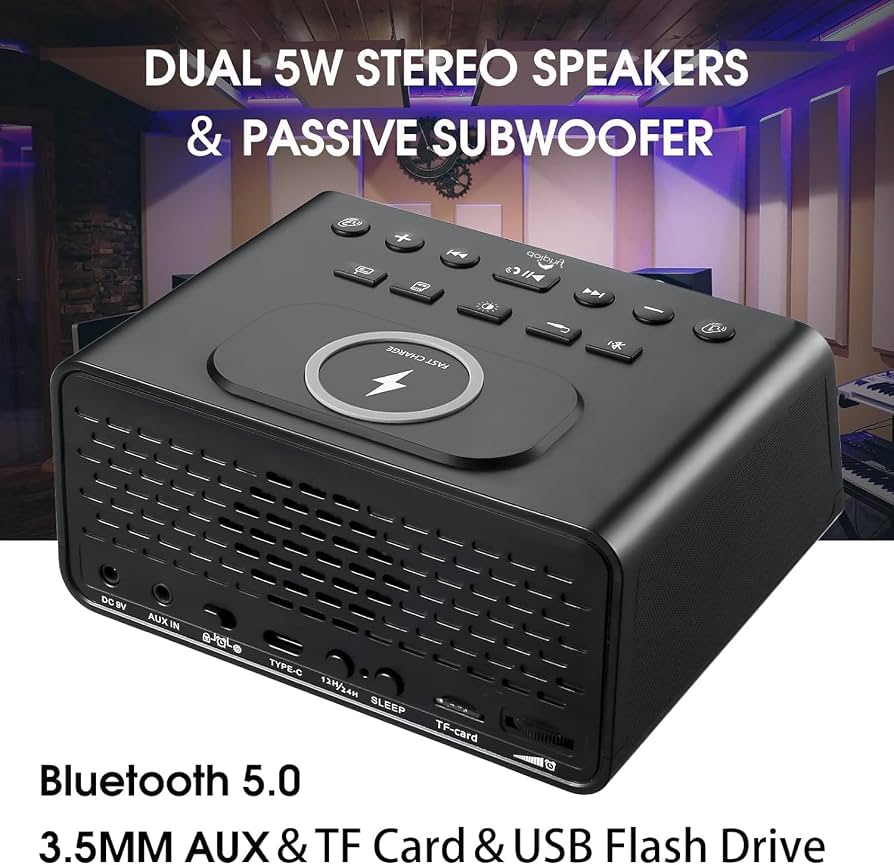 DUAL 5W STEREO SPEAKERS
& PASSIVE SUBWOOFER
FAST CHARGE
DC 9V
AUX IN
TYPE-C
12H/24H
SLEEP
TF-card
Bluetooth 5.0
3.5MM AUX & TF Card & USB Flash Drive